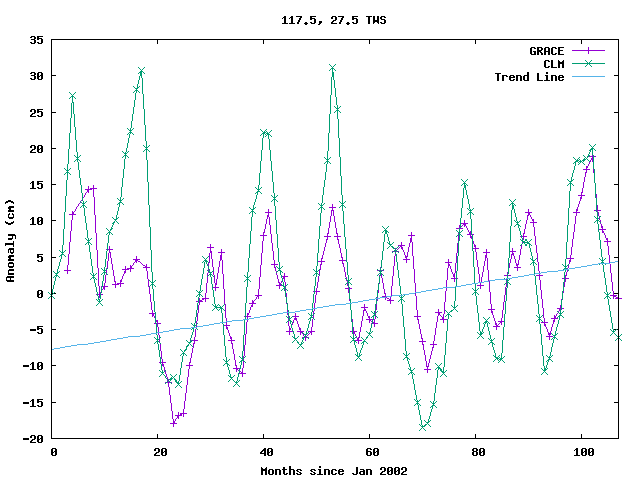 117.5, 27.5 TWS
GRACE
CLM
Trend Line
Anomaly (cm)
35
30
25
20
15
10
5
0
-5
-10
-15
-20
0 20 40 60 80 100
Months since Jan 2002